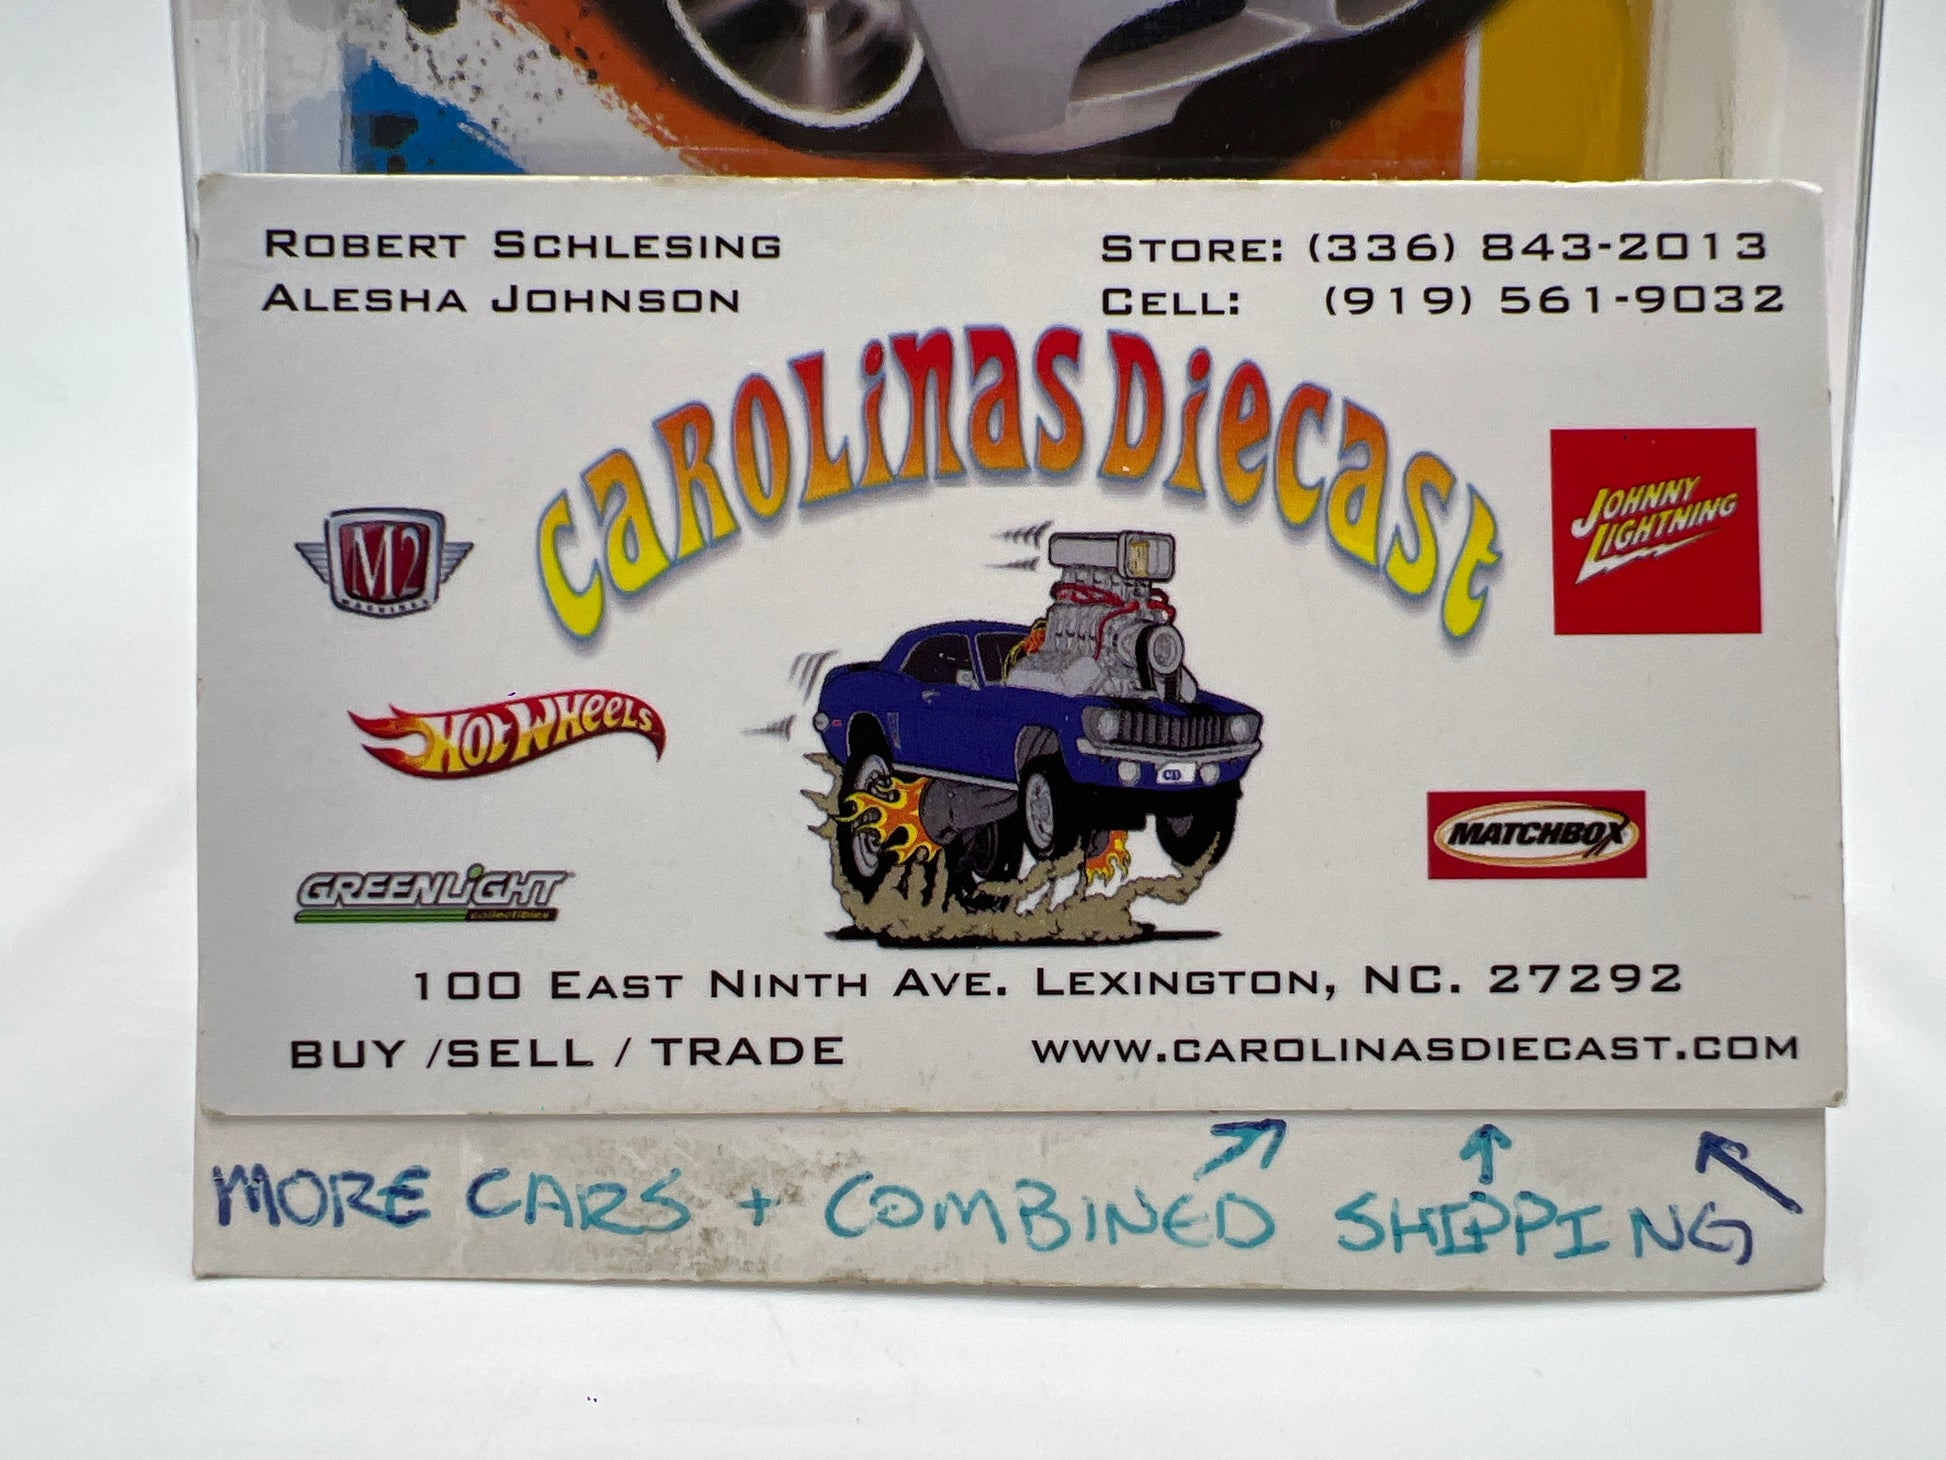 ROBERT SCHLESING
ALESHA JOHNSON
STORE: (336) 843-2013
CELL: (919) 561-9032
CAROLINAS DIECAST
M2
MACHINES
JOHNNY
LIGHTNING
HOT WHEELS
MATCHBOX
GREENLIGHT
collectibles
100 EAST NINTH AVE. LEXINGTON, NC. 27292
BUY /SELL / TRADE
WWW.CAROLINASDIECAST.COM
MORE CARS + COMBINED SHIPPING